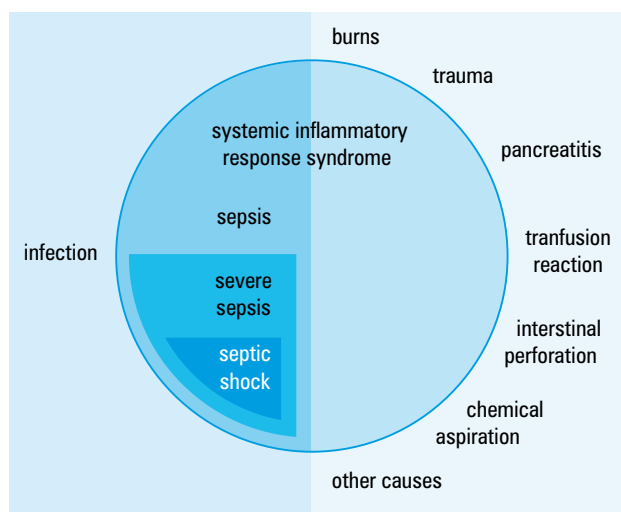 burns
trauma
systemic inflammatory
response syndrome
pancreatitis
sepsis
infection
tranfusion
reaction
severe
sepsis
interstinal
perforation
septic
shock
chemical
aspiration
other causes